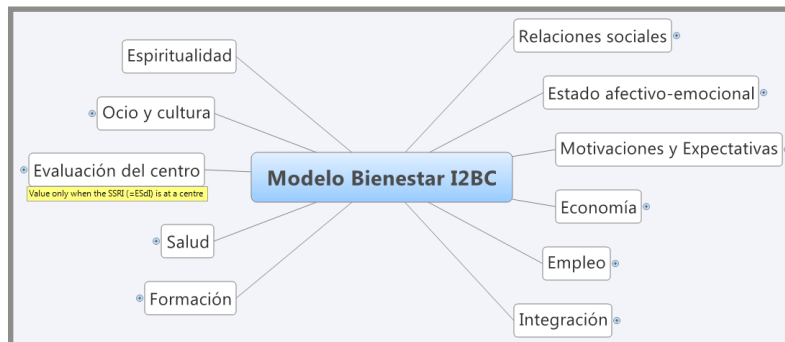 Relaciones sociales
Espiritualidad
Estado afectivo-emocional
Ocio y cultura
Motivaciones y Expectativas
Evaluación del centro
Modelo Bienestar I2BC
Value only when the SSRI (=ESdI) is at a centre
Economía
Salud
Empleo
Formación
Integración